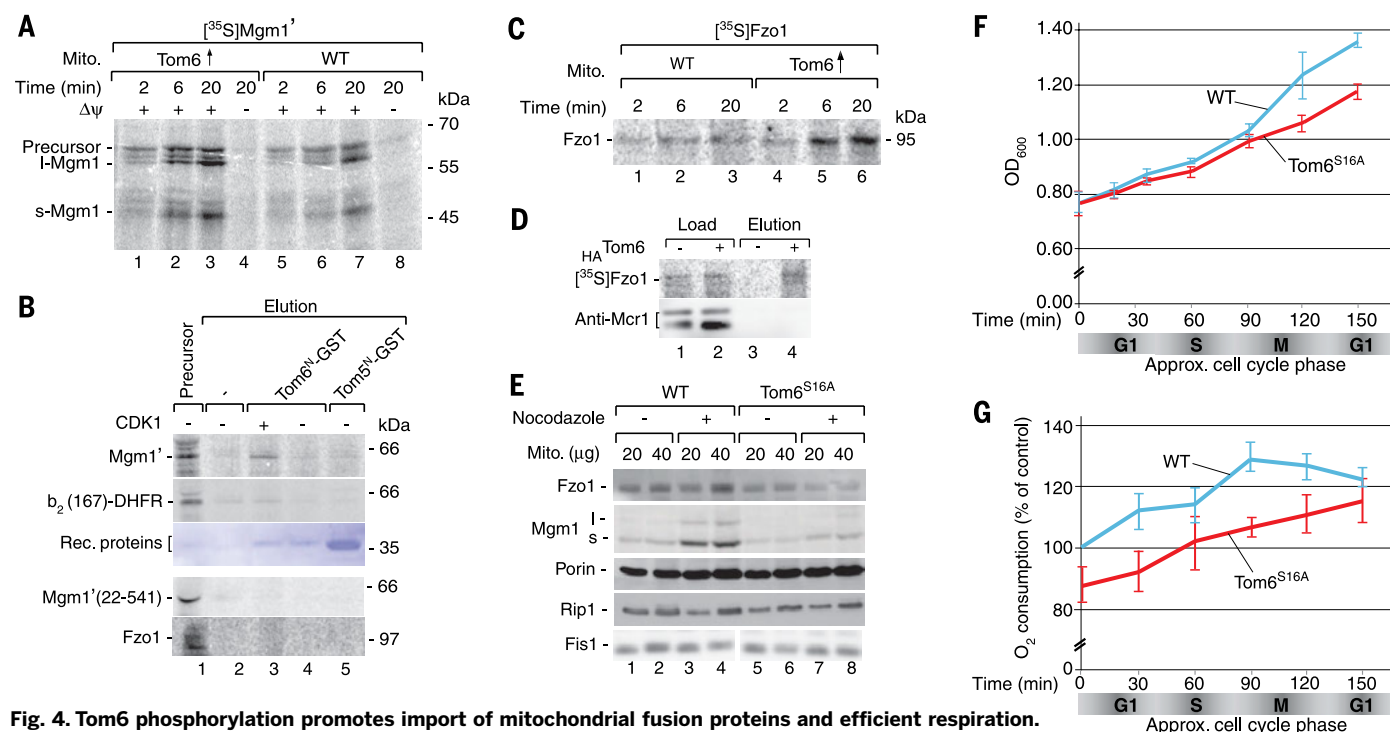 A
[³⁵S]Mgm1'
Mito. Tom6 ↑ WT
Time (min) 2 6 20 20 2 6 20 20
Δψ + + + - + + + - kDa
- 70
Precursor
l-Mgm1
- 55
s-Mgm1
- 45
1 2 3 4 5 6 7 8
B
Elution
Precursor - Tom6ᴺ-GST Tom5ᴺ-GST
CDK1 - - + - - kDa
Mgm1' - - 66
b₂(167)-DHFR - 66
Rec. proteins - 35
Mgm1'(22-541) - - 66
Fzo1 - 97
1 2 3 4 5
C
[³⁵S]Fzo1
Mito. WT Tom6 ↑
Time (min) 2 6 20 2 6 20 kDa
Fzo1 - - 95
1 2 3 4 5 6
D
Load Elution
HATom6 - + - +
[³⁵S]Fzo1 -
Anti-Mcr1
1 2 3 4
E
WT Tom6ˢ¹⁶ᴬ
Nocodazole - + - +
Mito. (μg) 20 40 20 40 20 40 20 40
Fzo1 -
Mgm1 l - s -
Porin -
Rip1 -
Fis1 -
1 2 3 4 5 6 7 8
F
OD₆₀₀
1.40
1.20
1.00
0.80
0.60
0.00
WT
Tom6ˢ¹⁶ᴬ
Time (min) 0 30 60 90 120 150
G1 S M G1
Approx. cell cycle phase
G
O₂ consumption (% of control)
140
120
100
80
0
WT
Tom6ˢ¹⁶ᴬ
Time (min) 0 30 60 90 120 150
G1 S M G1
Approx. cell cycle phase
Fig. 4. Tom6 phosphorylation promotes import of mitochondrial fusion proteins and efficient respiration.